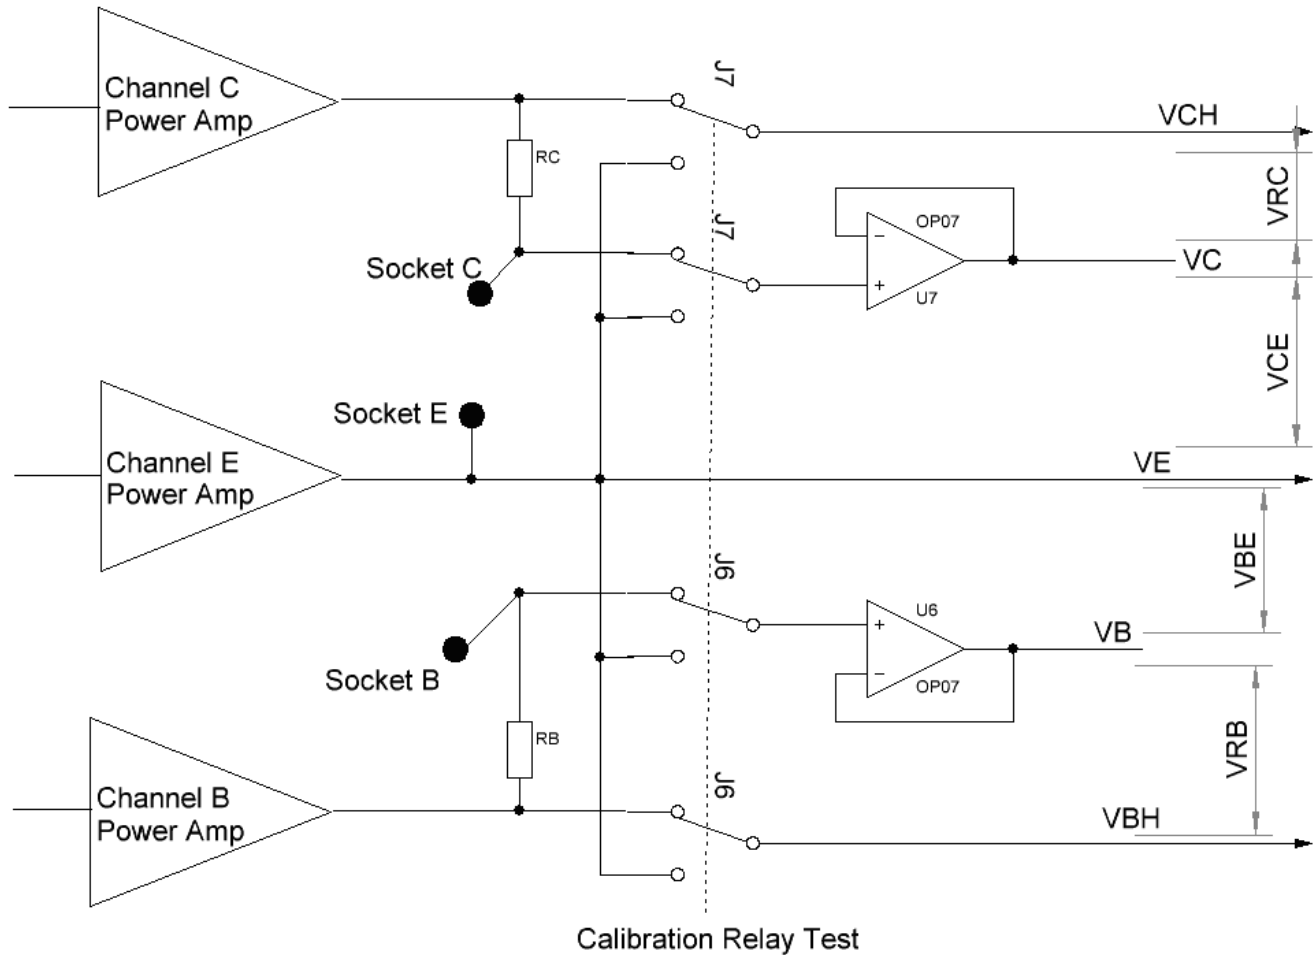 Channel C
Power Amp
J7
VCH
RC
VRC
J7
OP07
−
+
U7
VC
Socket C
VCE
Socket E
Channel E
Power Amp
VE
J6
VBE
U6
+
−
OP07
VB
Socket B
RB
VRB
J6
Channel B
Power Amp
VBH
Calibration Relay Test